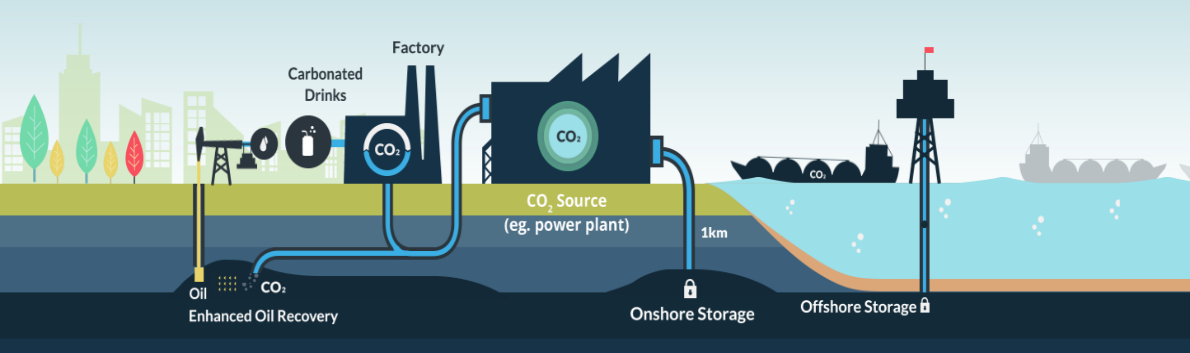 Factory
Carbonated
Drinks
CO₂
CO₂
CO₂
CO₂ Source
(eg. power plant)
1km
Oil
CO₂
Enhanced Oil Recovery
Onshore Storage
Offshore Storage